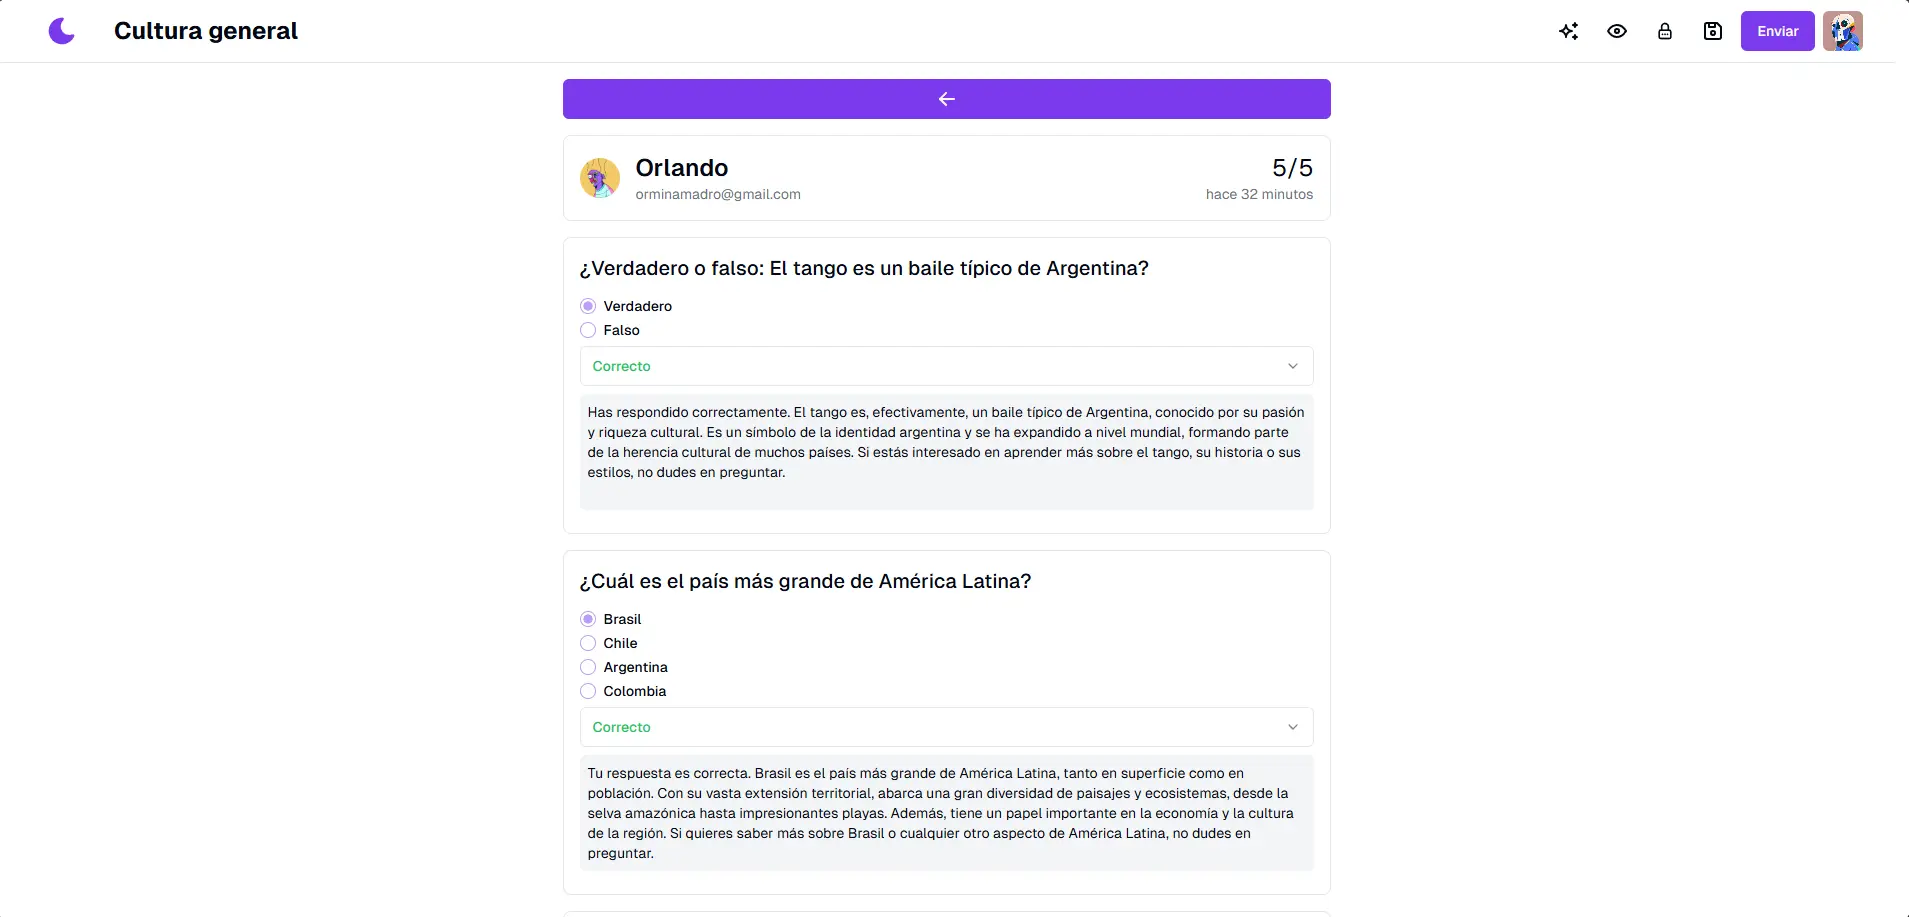 Cultura general
Enviar
Orlando
orminamadro@gmail.com
5/5
hace 32 minutos
¿Verdadero o falso: El tango es un baile típico de Argentina?
Verdadero
Falso
Correcto
Has respondido correctamente. El tango es, efectivamente, un baile típico de Argentina, conocido por su pasión
y riqueza cultural. Es un símbolo de la identidad argentina y se ha expandido a nivel mundial, formando parte
de la herencia cultural de muchos países. Si estás interesado en aprender más sobre el tango, su historia o sus
estilos, no dudes en preguntar.
¿Cuál es el país más grande de América Latina?
Brasil
Chile
Argentina
Colombia
Correcto
Tu respuesta es correcta. Brasil es el país más grande de América Latina, tanto en superficie como en
población. Con su vasta extensión territorial, abarca una gran diversidad de paisajes y ecosistemas, desde la
selva amazónica hasta impresionantes playas. Además, tiene un papel importante en la economía y la cultura
de la región. Si quieres saber más sobre Brasil o cualquier otro aspecto de América Latina, no dudes en
preguntar.